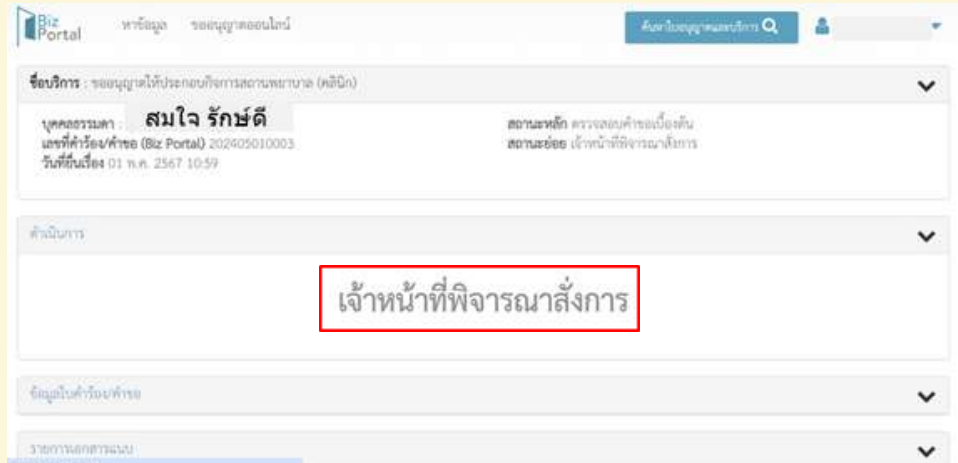 Biz Portal หาข้อมูล ขออนุญาตออนไลน์ ค้นหาใบอนุญาตและบริการ
ชื่อบริการ : ขออนุญาตให้ประกอบกิจการสถานพยาบาล (คลินิก)
บุคคลธรรมดา : สมใจ รักษ์ดี
เลขที่คำร้อง/คำขอ (Biz Portal) 202405010003
วันที่ยื่นเรื่อง 01 พ.ค. 2567 10:59
สถานะหลัก ตรวจสอบคำขอเบื้องต้น
สถานะย่อย เจ้าหน้าที่พิจารณาสั่งการ
ดำเนินการ
เจ้าหน้าที่พิจารณาสั่งการ
ข้อมูลใบคำร้อง/คำขอ
รายการเอกสารแนบ